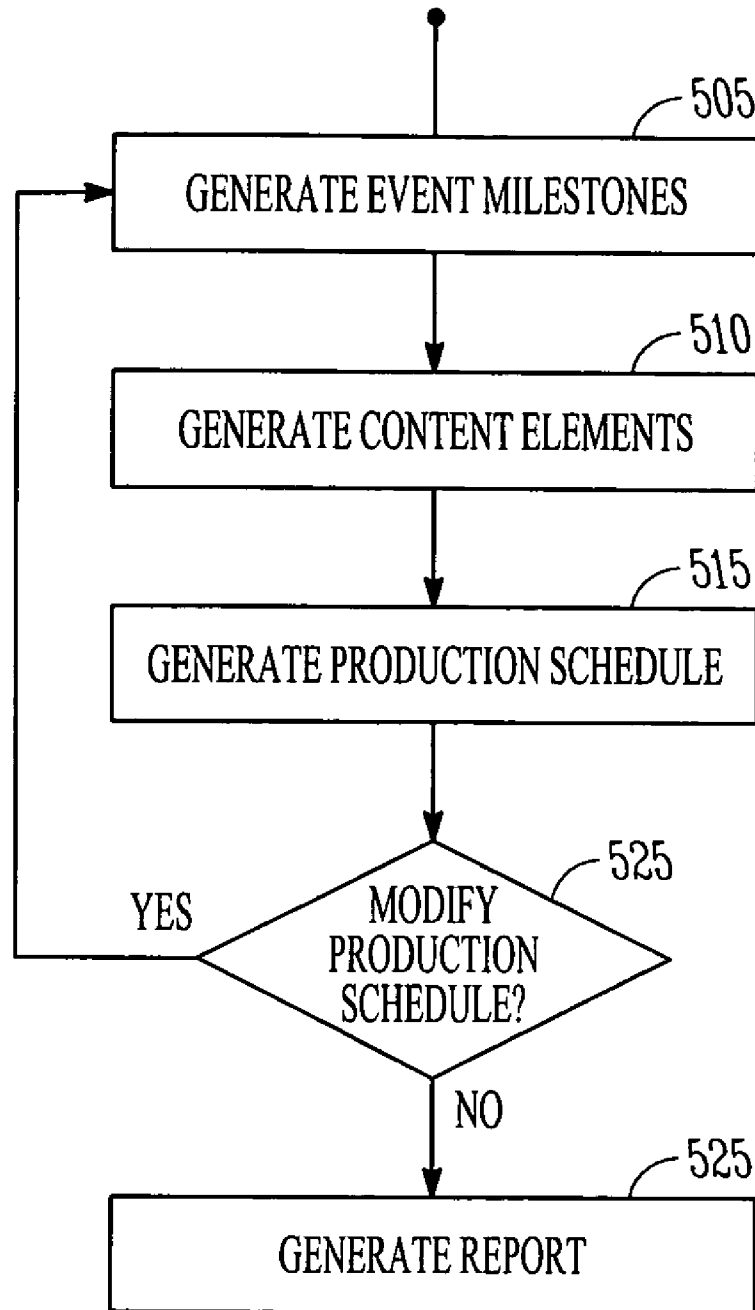 505
GENERATE EVENT MILESTONES
510
GENERATE CONTENT ELEMENTS
515
GENERATE PRODUCTION SCHEDULE
525
YES
MODIFY
PRODUCTION
SCHEDULE?
NO
525
GENERATE REPORT